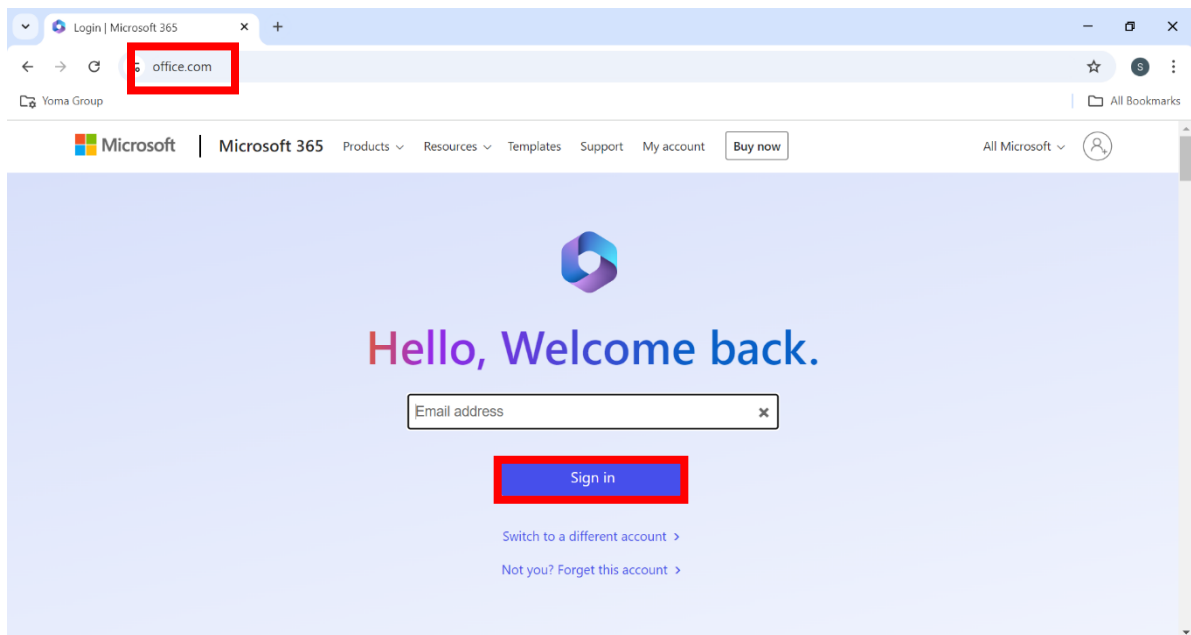 Login | Microsoft 365
office.com
S
Yoma Group
All Bookmarks
Microsoft Microsoft 365 Products Resources Templates Support My account Buy now All Microsoft
Hello, Welcome back.
Email address
Sign in
Switch to a different account >
Not you? Forget this account >